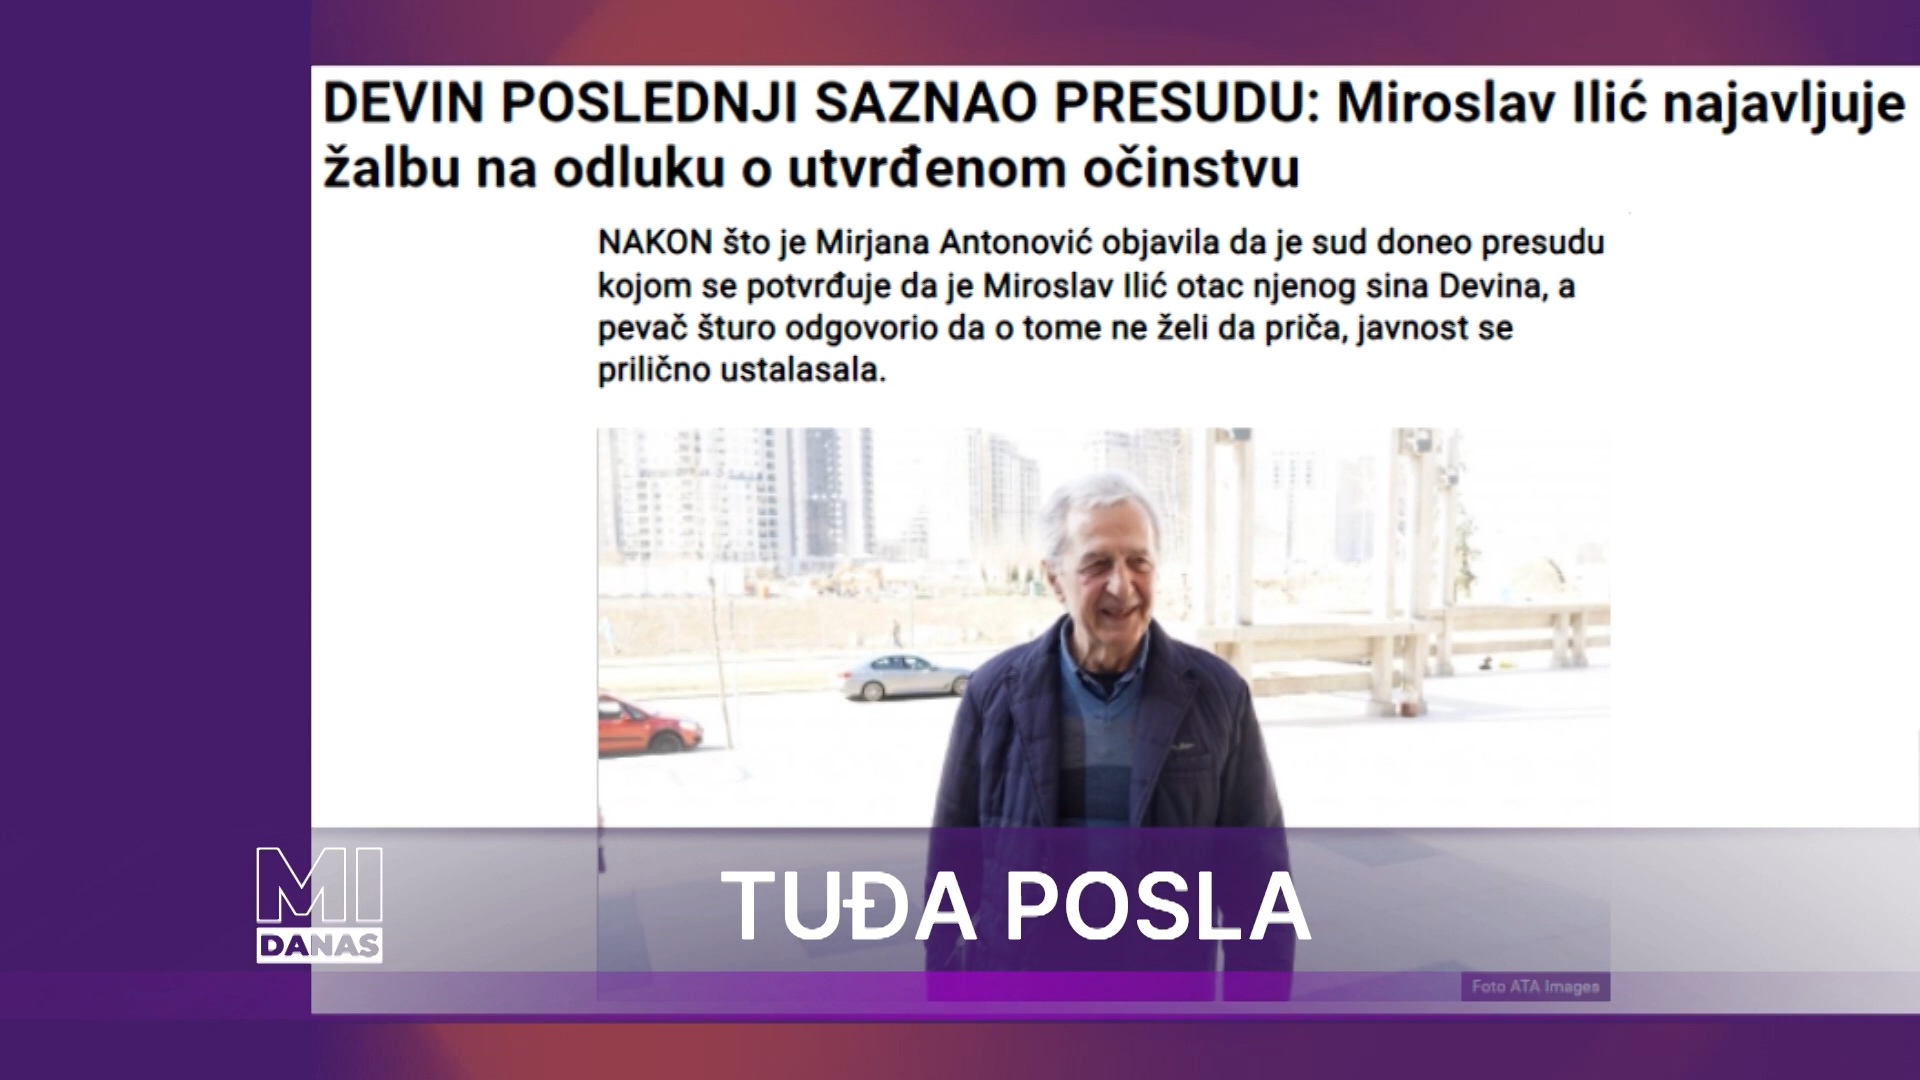 DEVIN POSLEDNJI SAZNAO PRESUDU: Miroslav Ilić najavljuje
žalbu na odluku o utvrđenom očinstvu
NAKON što je Mirjana Antonović objavila da je sud doneo presudu
kojom se potvrđuje da je Miroslav Ilić otac njenog sina Devina, a
pevač šturo odgovorio da o tome ne želi da priča, javnost se
prilično ustalasala.
MI
DANAS
TUĐA POSLA
Foto ATA Images